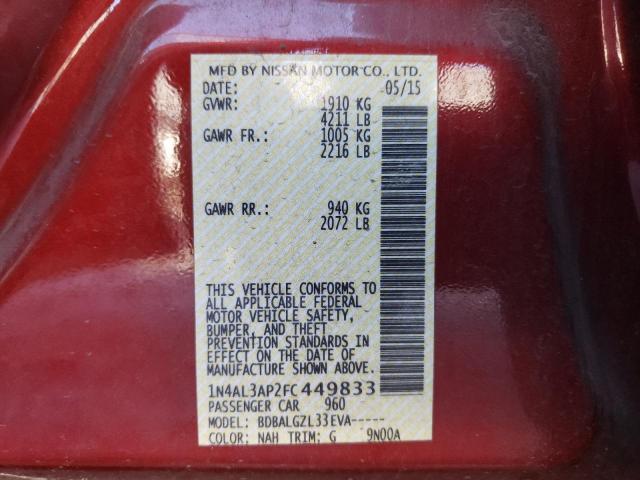 MFD BY NISSAN MOTOR CO., LTD.
DATE: 05/15
GVWR: 1910 KG
4211 LB
GAWR FR.: 1005 KG
2216 LB
GAWR RR.: 940 KG
2072 LB
THIS VEHICLE CONFORMS TO
ALL APPLICABLE FEDERAL
MOTOR VEHICLE SAFETY,
BUMPER, AND THEFT
PREVENTION STANDARDS IN
EFFECT ON THE DATE OF
MANUFACTURE SHOWN ABOVE.
1N4AL3AP2FC449833
PASSENGER CAR 960
MODEL: BDBALGZL33EVA-----
COLOR: NAH TRIM: G 9N00A